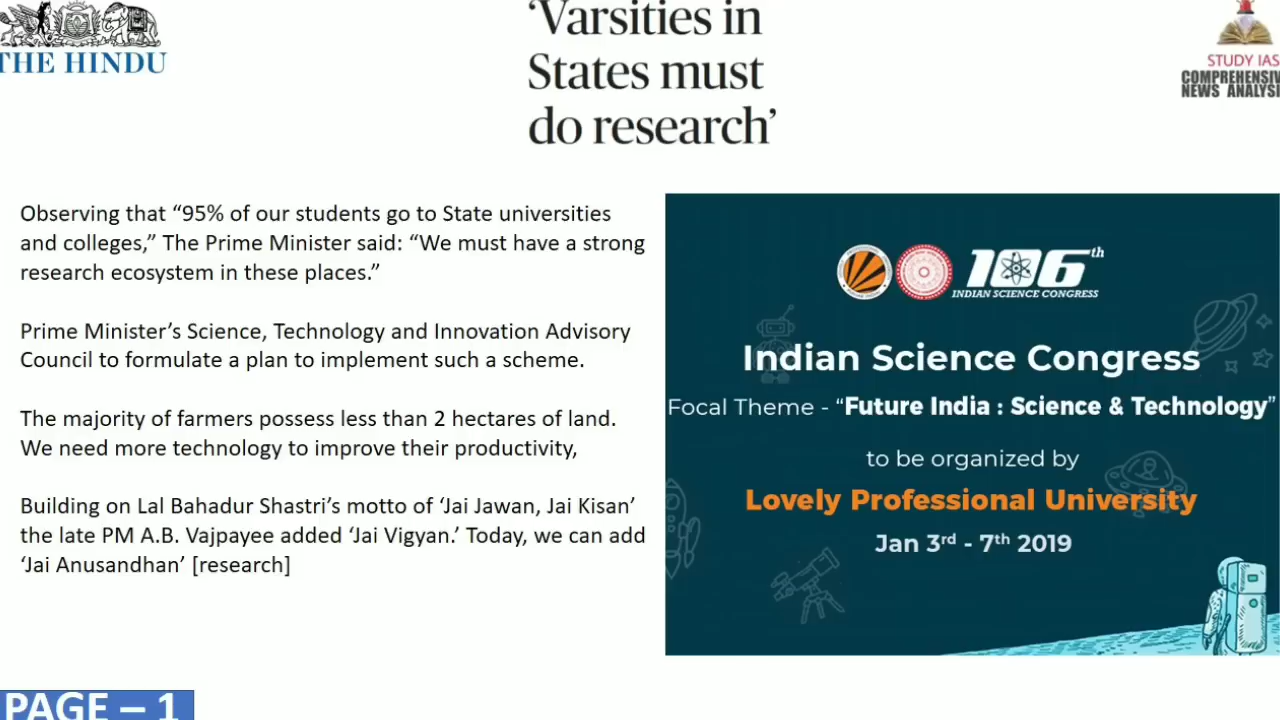 THE HINDU
‘Varsities in
States must
do research’
STUDY IAS
COMPREHENSIV
NEWS ANALYSI
Observing that “95% of our students go to State universities
and colleges,” The Prime Minister said: “We must have a strong
research ecosystem in these places.”
Prime Minister’s Science, Technology and Innovation Advisory
Council to formulate a plan to implement such a scheme.
The majority of farmers possess less than 2 hectares of land.
We need more technology to improve their productivity,
Building on Lal Bahadur Shastri’s motto of ‘Jai Jawan, Jai Kisan’
the late PM A.B. Vajpayee added ‘Jai Vigyan.’ Today, we can add
‘Jai Anusandhan’ [research]
106th
INDIAN SCIENCE CONGRESS
Indian Science Congress
Focal Theme - “Future India : Science & Technology”
to be organized by
Lovely Professional University
Jan 3rd - 7th 2019
PAGE – 1